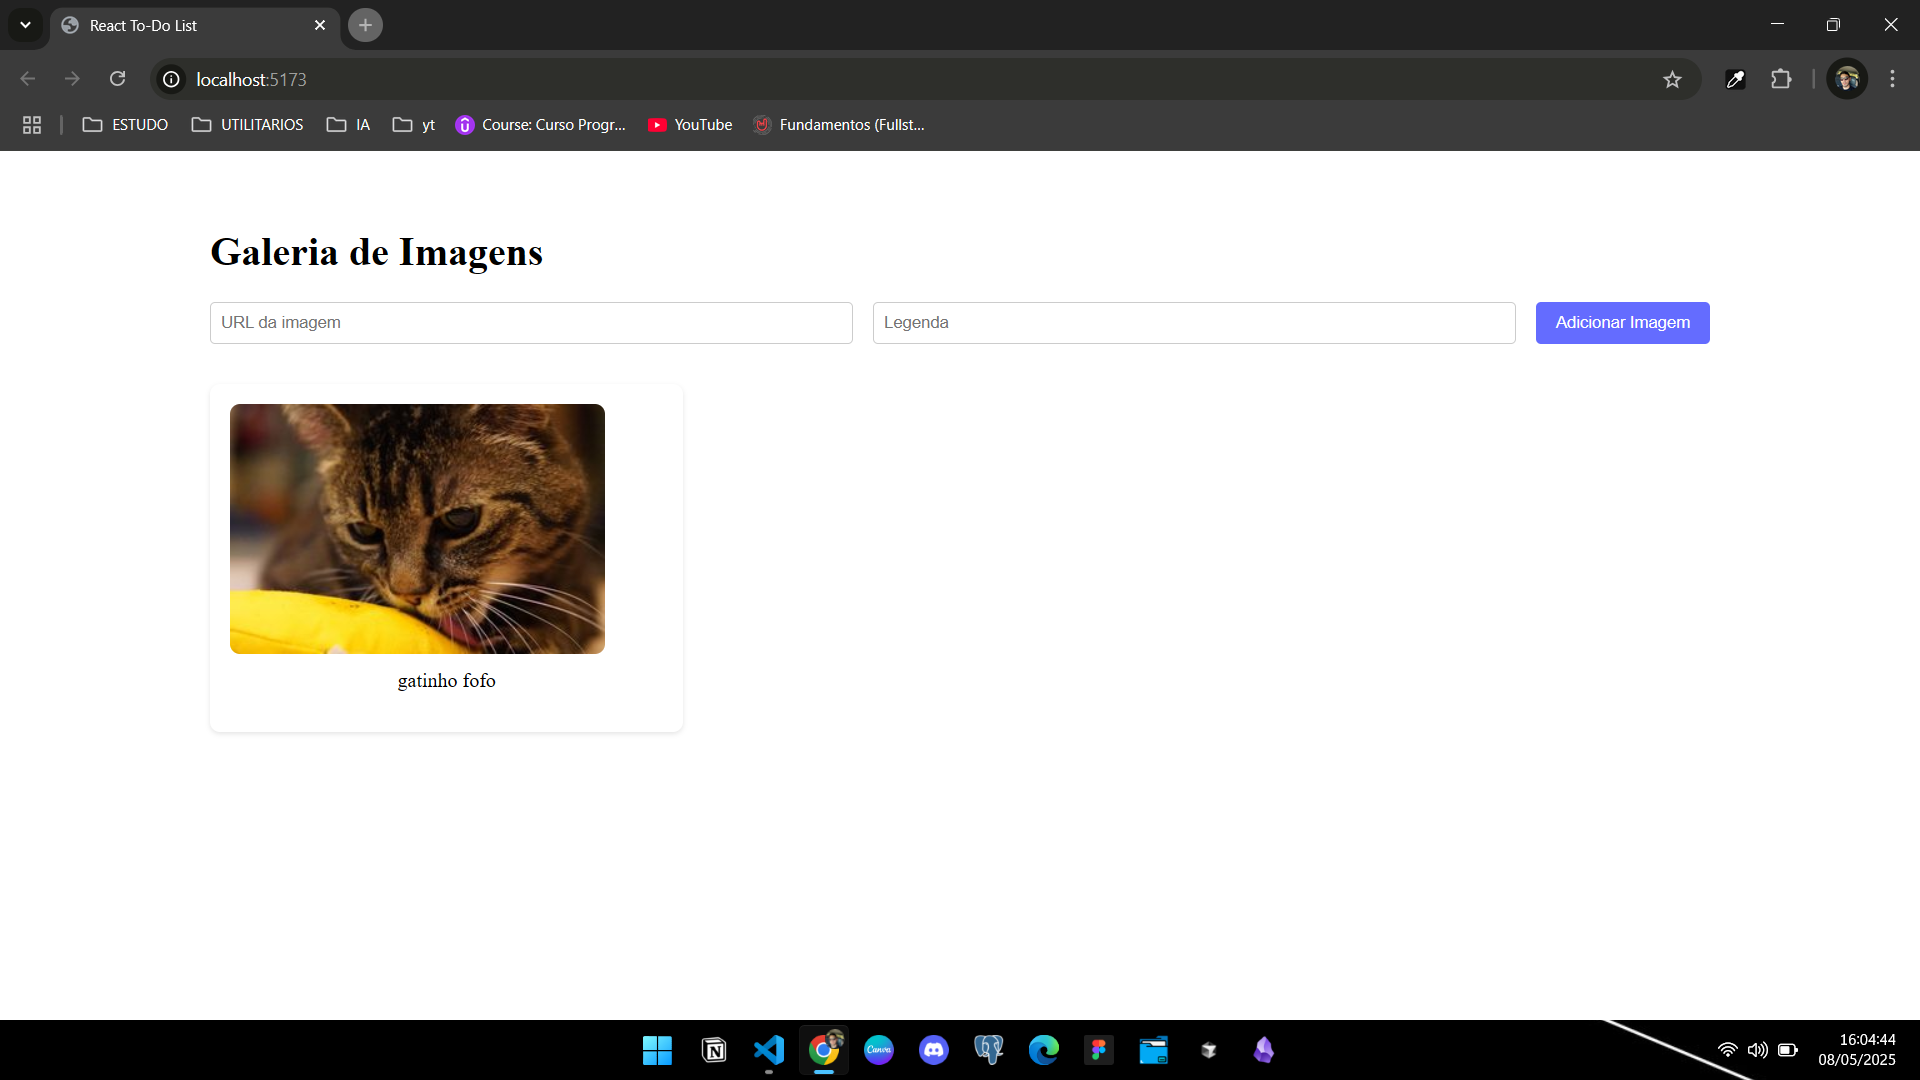 React To-Do List
localhost:5173
ESTUDO
UTILITARIOS
IA
yt
Course: Curso Progr...
YouTube
Fundamentos (Fullst...
Galeria de Imagens
URL da imagem
Legenda
Adicionar Imagem
gatinho fofo
Canva
16:04:44
08/05/2025